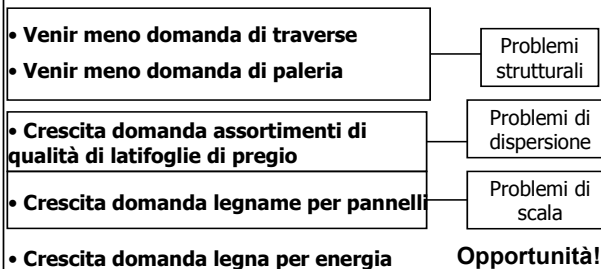 • Venir meno domanda di traverse
• Venir meno domanda di paleria
Problemi
strutturali
• Crescita domanda assortimenti di
qualità di latifoglie di pregio
Problemi di
dispersione
• Crescita domanda legname per pannelli
Problemi di
scala
• Crescita domanda legna per energia
Opportunità!